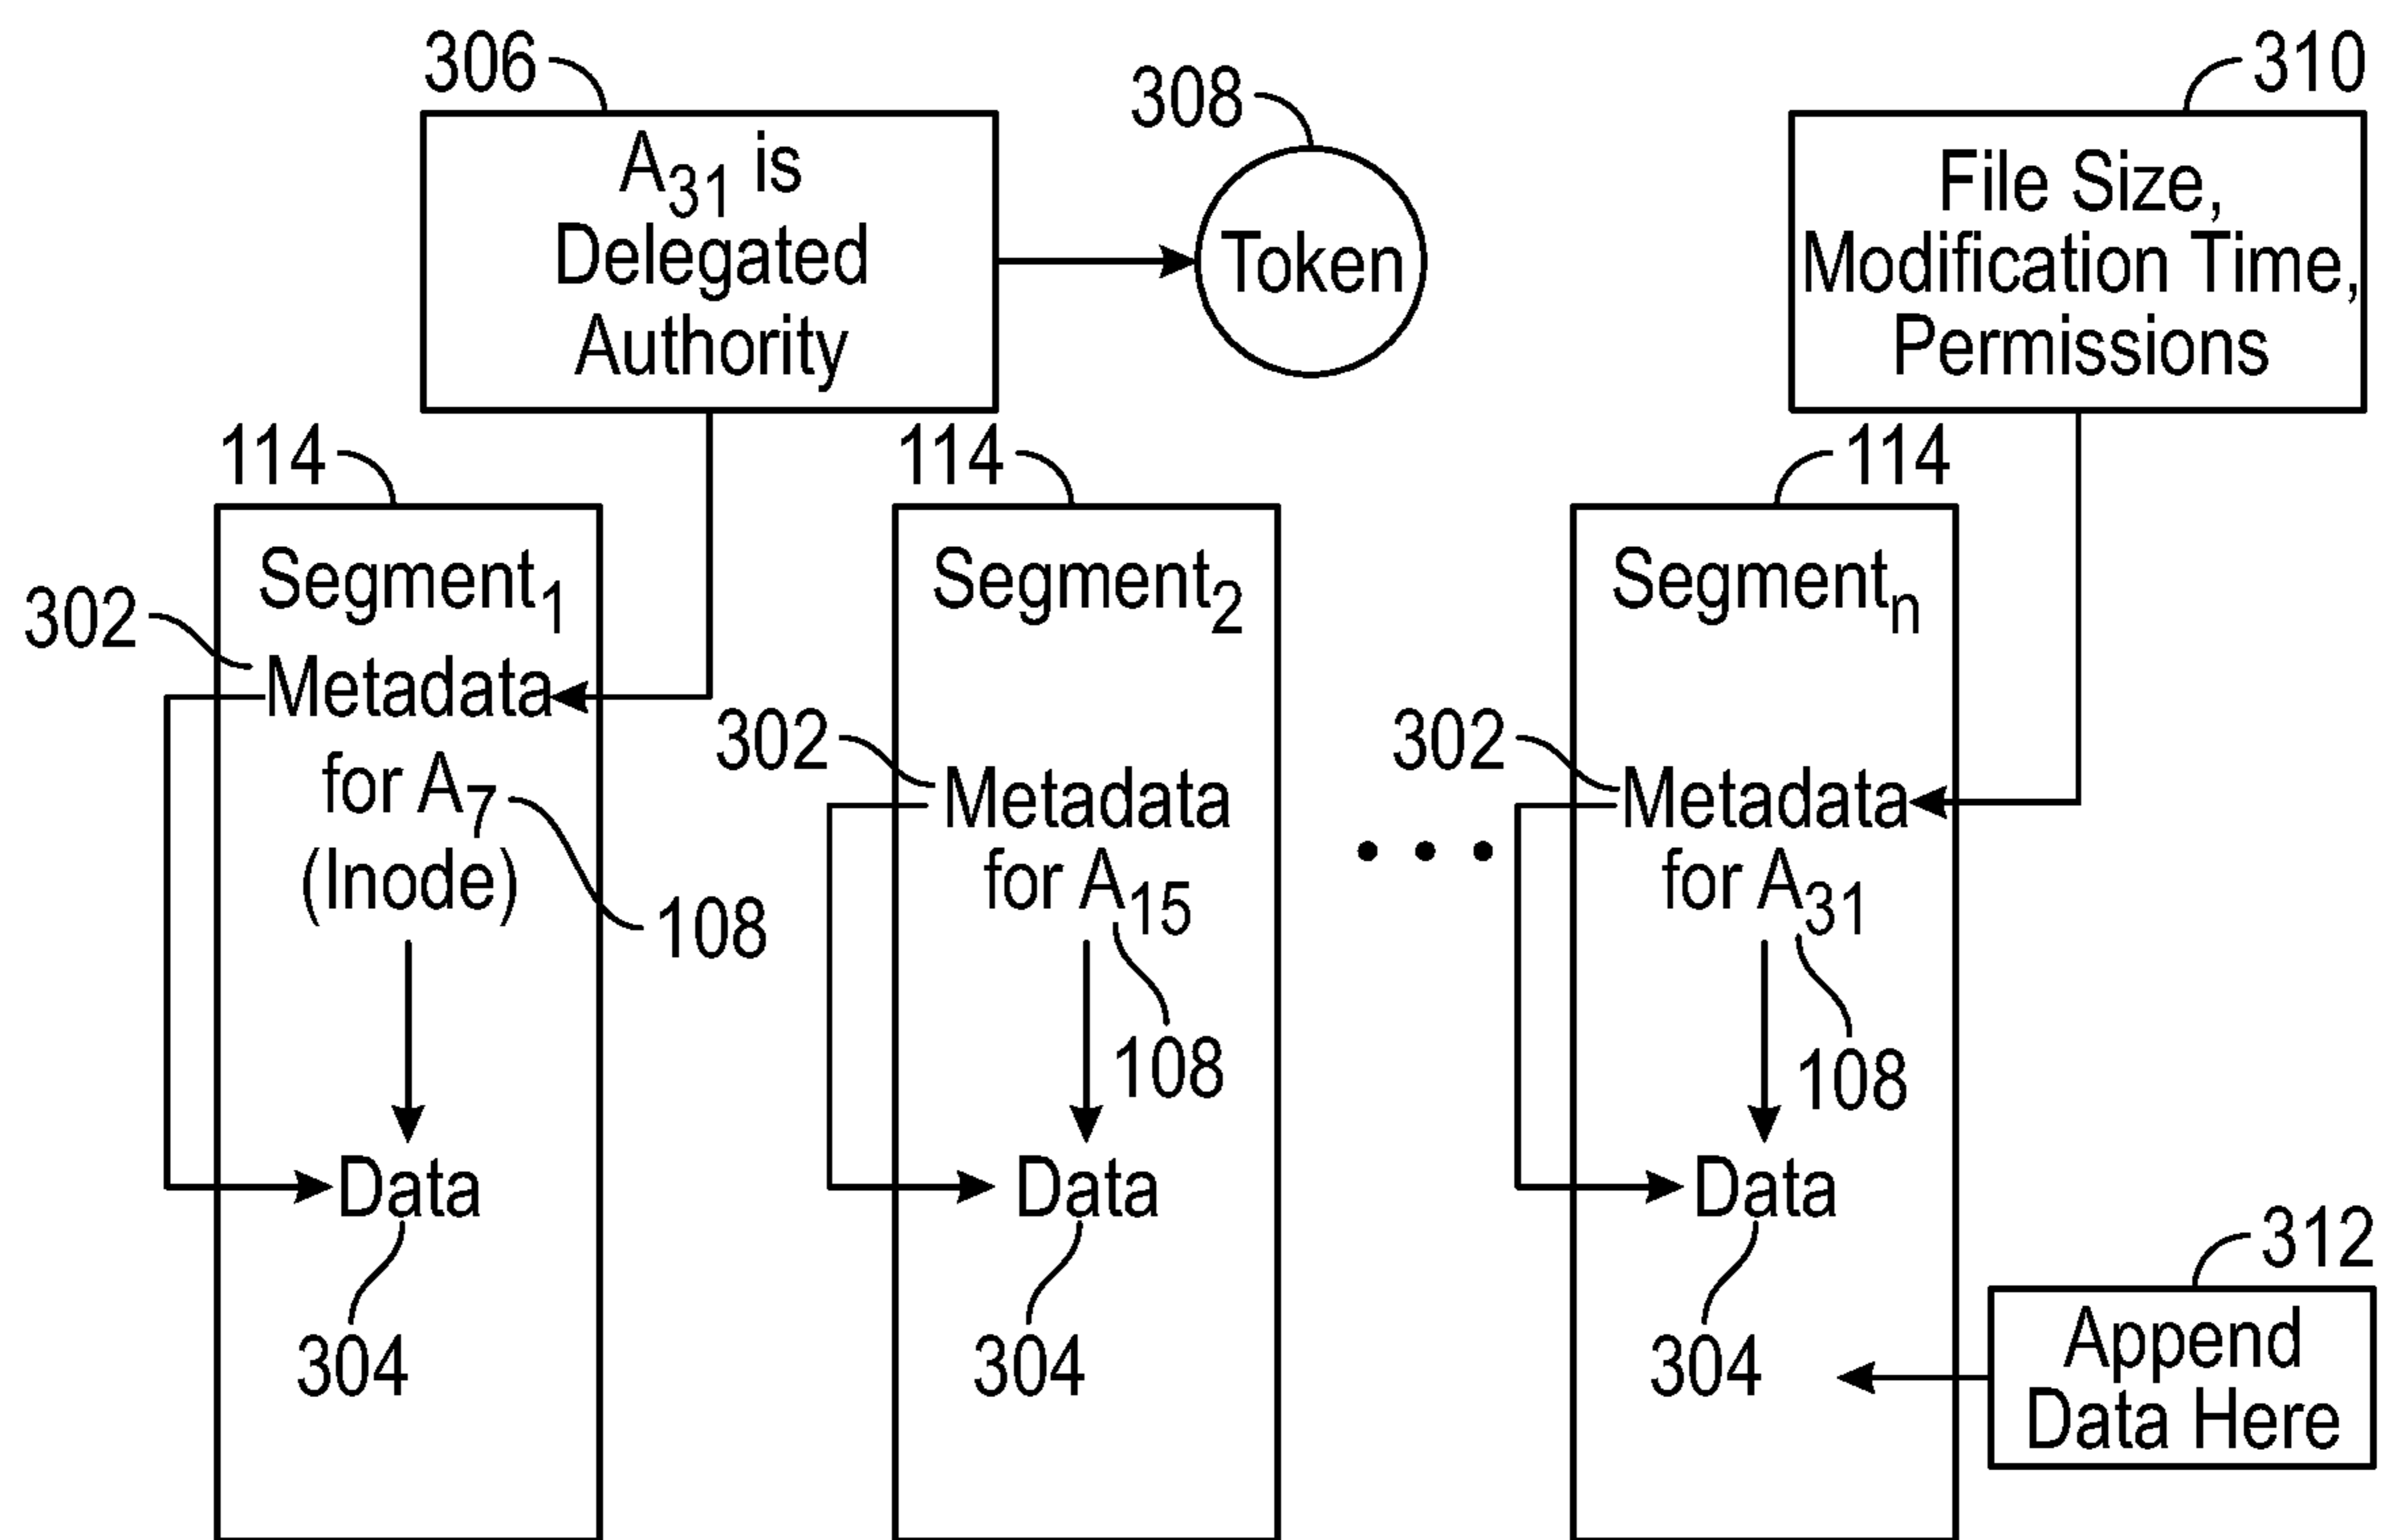 306
A31 is
Delegated
Authority
308
Token
310
File Size,
Modification Time,
Permissions
114
Segment1
302
Metadata
for A7
(Inode)
108
Data
304
114
Segment2
302
Metadata
for A15
108
Data
304
114
Segmentn
302
Metadata
for A31
108
Data
304
312
Append
Data Here